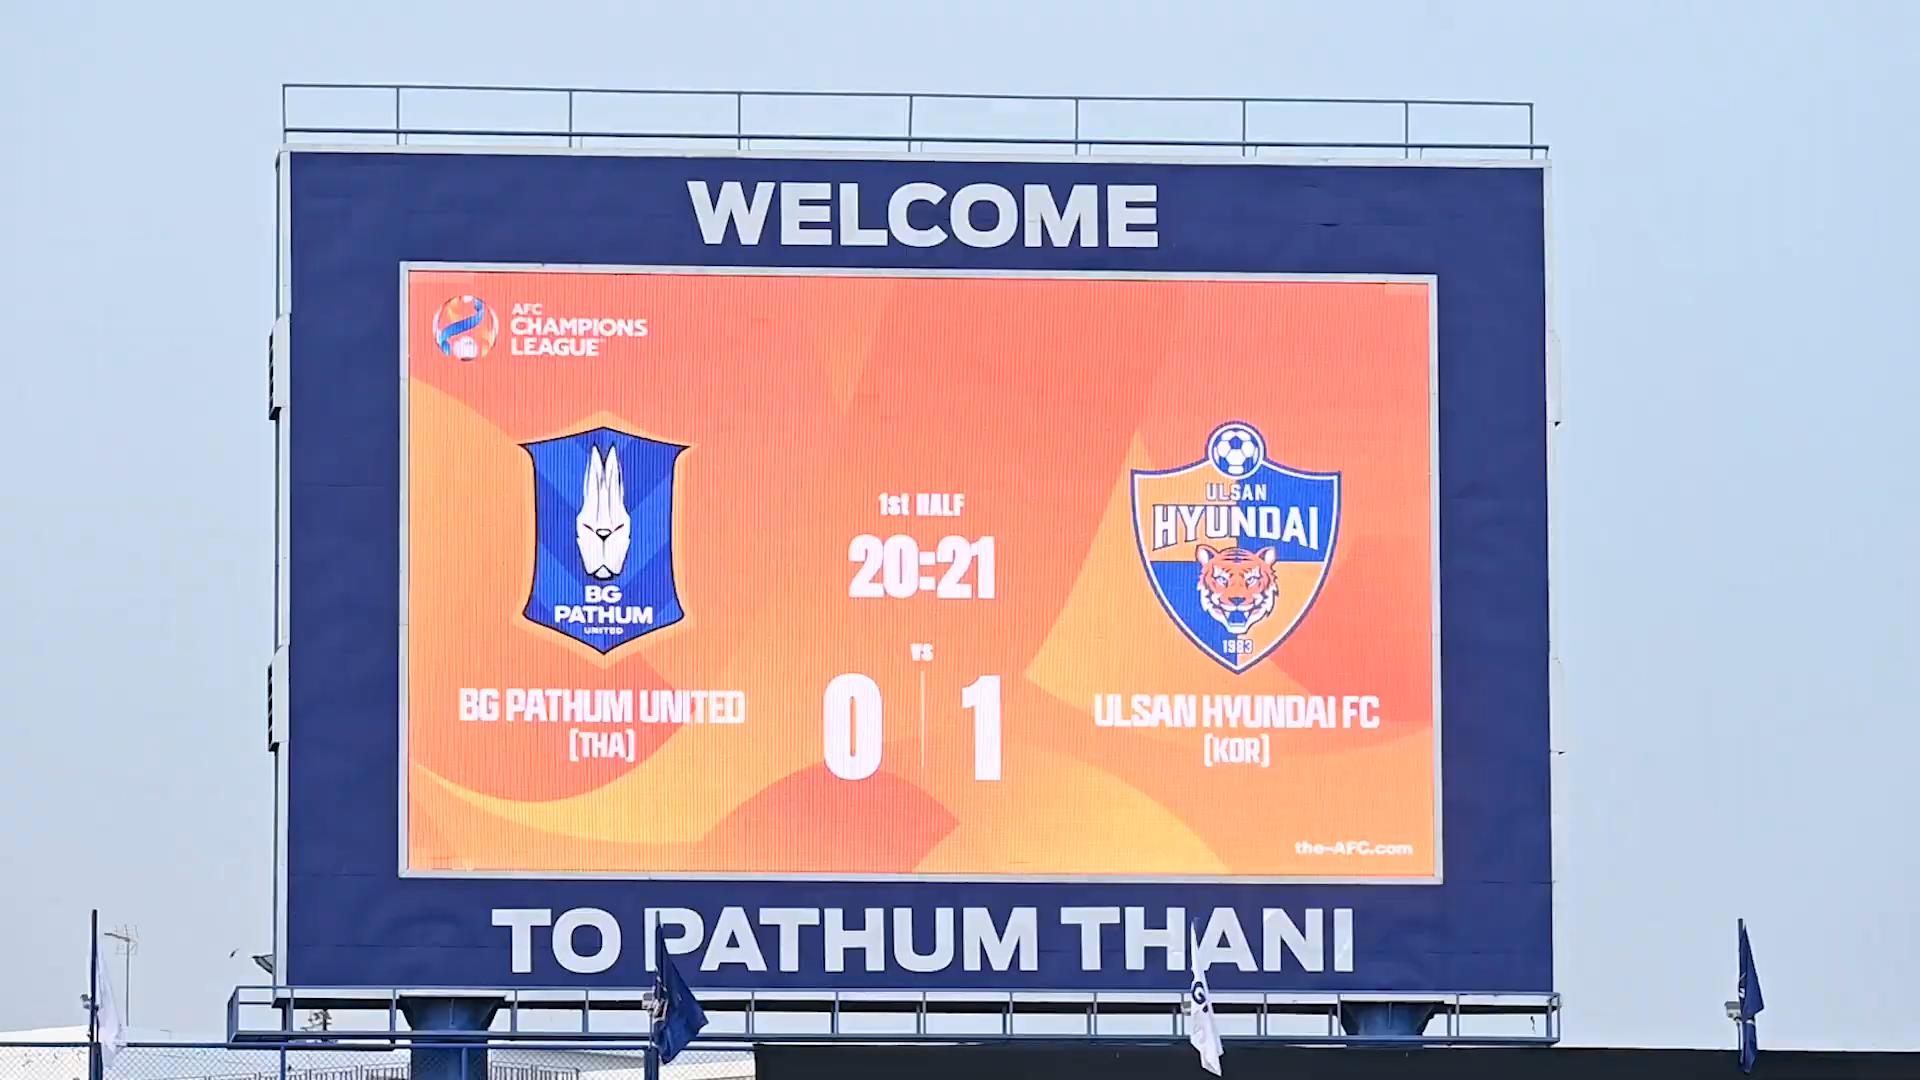 WELCOME
AFC
CHAMPIONS
LEAGUE
1st HALF
20:21
vs
0 1
BG
PATHUM
UNITED
BG PATHUM UNITED
(THA)
ULSAN
HYUNDAI
1983
ULSAN HYUNDAI FC
(KOR)
the-AFC.com
TO PATHUM THANI
G